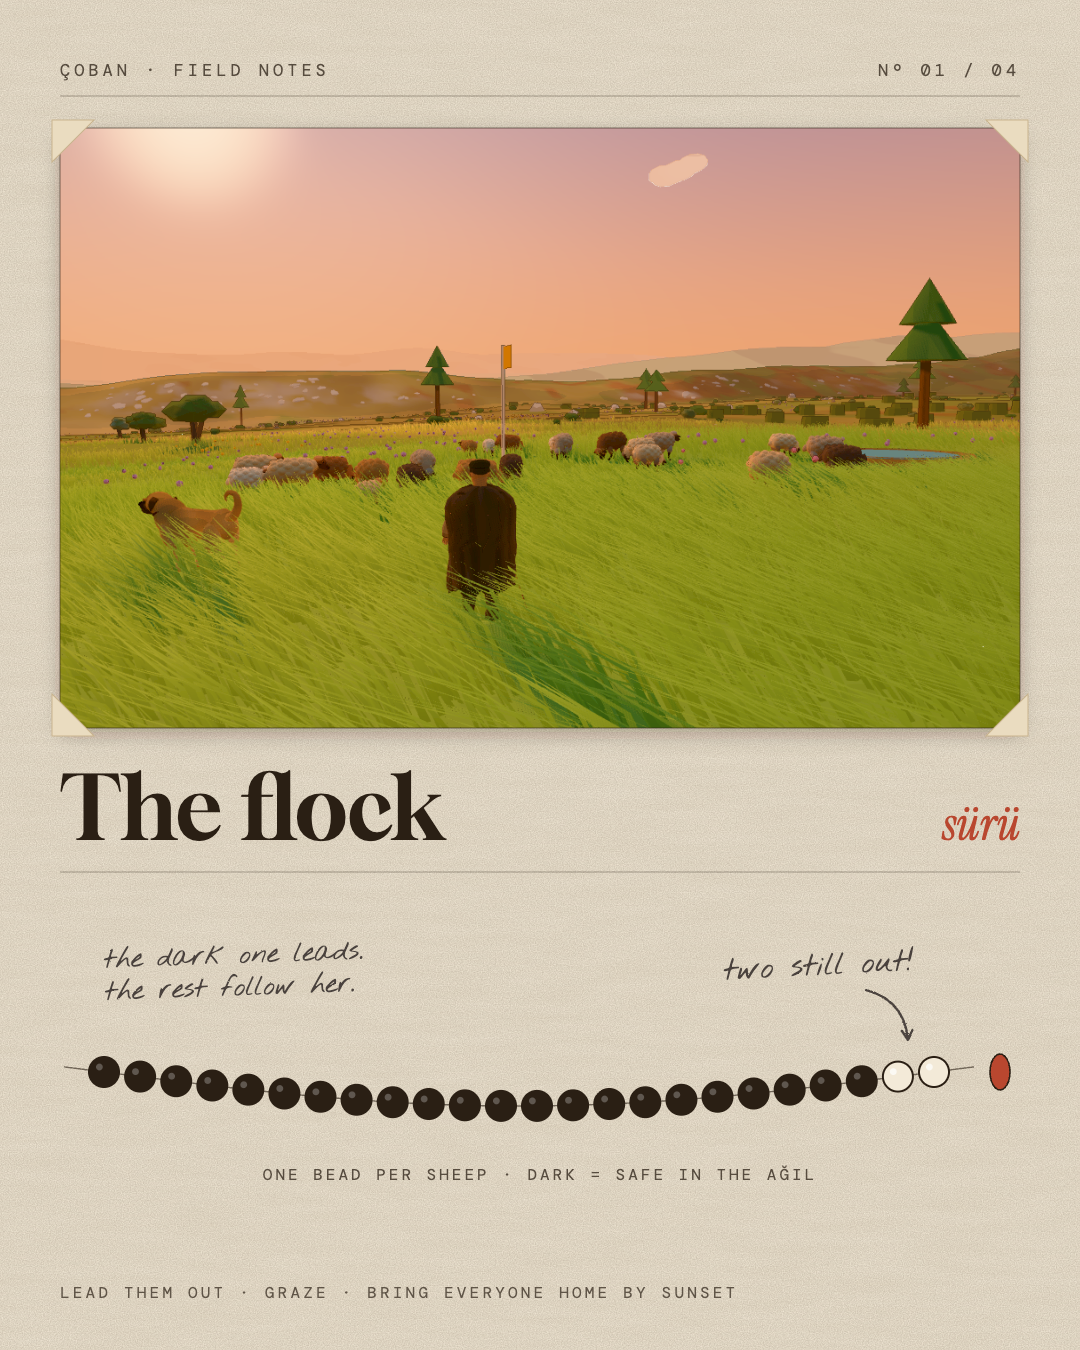 ÇOBAN · FIELD NOTES
Nº 01 / 04
The flock
sürü
the dark one leads.
the rest follow her.
two still out!
ONE BEAD PER SHEEP · DARK = SAFE IN THE AĞIL
LEAD THEM OUT · GRAZE · BRING EVERYONE HOME BY SUNSET